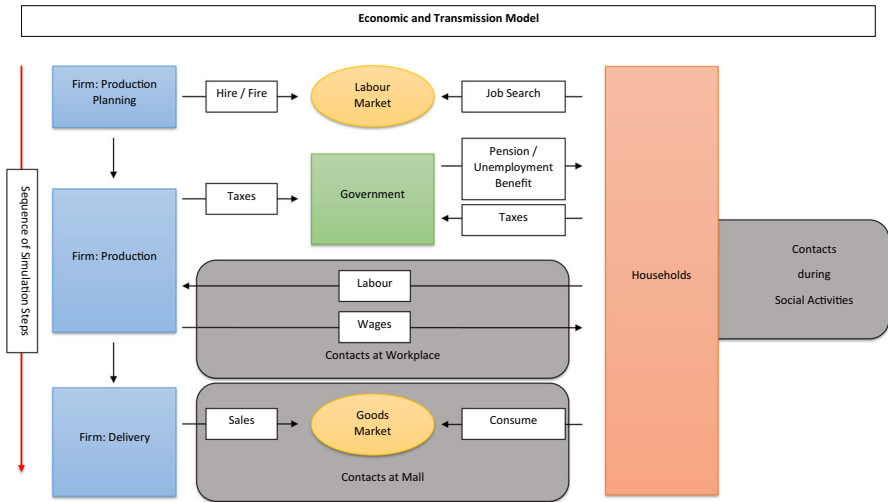 Economic and Transmission Model
Firm: Production
Planning
Hire / Fire
Labour
Market
Job Search
Pension /
Unemployment
Benefit
Taxes
Government
Taxes
Sequence of Simulation Steps
Firm: Production
Households
Contacts
during
Social Activities
Labour
Wages
Contacts at Workplace
Firm: Delivery
Sales
Goods
Market
Consume
Contacts at Mall